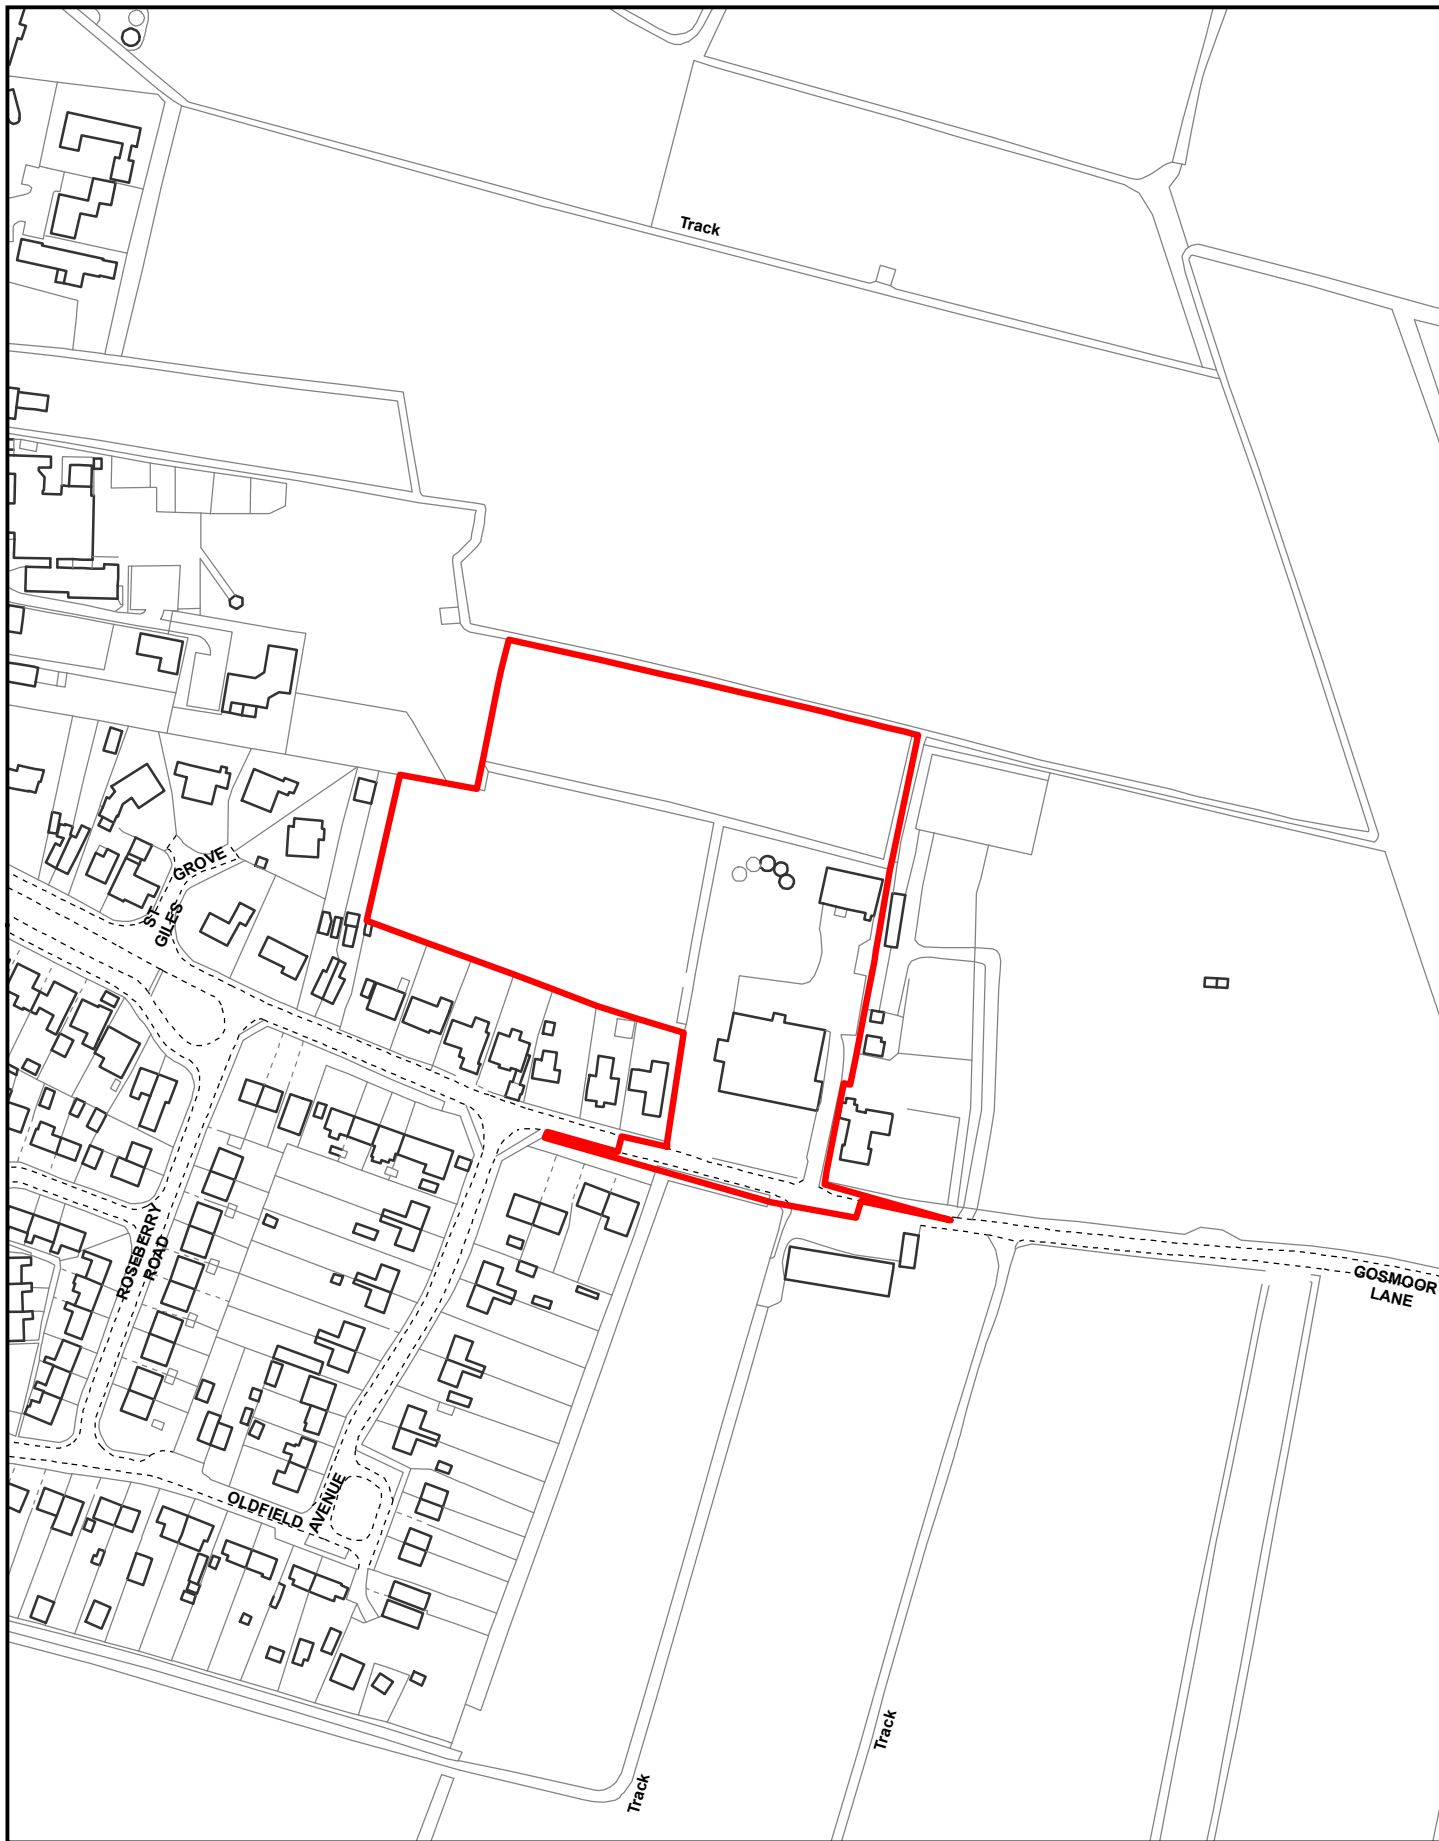 Track
GROVE
ST
GILES
ROSEBERRY
ROAD
GOSMOOR
LANE
OLDFIELD
AVENUE
Track
Track